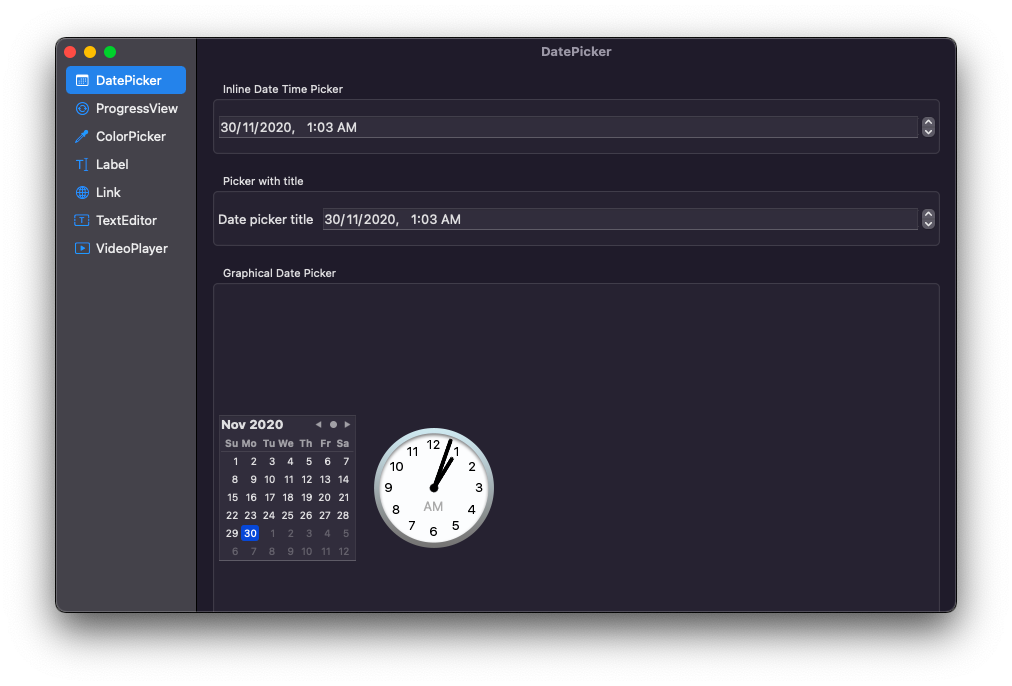 DatePicker
DatePicker
ProgressView
ColorPicker
Label
Link
TextEditor
VideoPlayer
Inline Date Time Picker
30/11/2020, 1:03 AM
Picker with title
Date picker title 30/11/2020, 1:03 AM
Graphical Date Picker
Nov 2020
Su Mo Tu We Th Fr Sa
1 2 3 4 5 6 7
8 9 10 11 12 13 14
15 16 17 18 19 20 21
22 23 24 25 26 27 28
29 30 1 2 3 4 5
6 7 8 9 10 11 12
12
11 1
10 2
9 3
AM
8 4
7 5
6